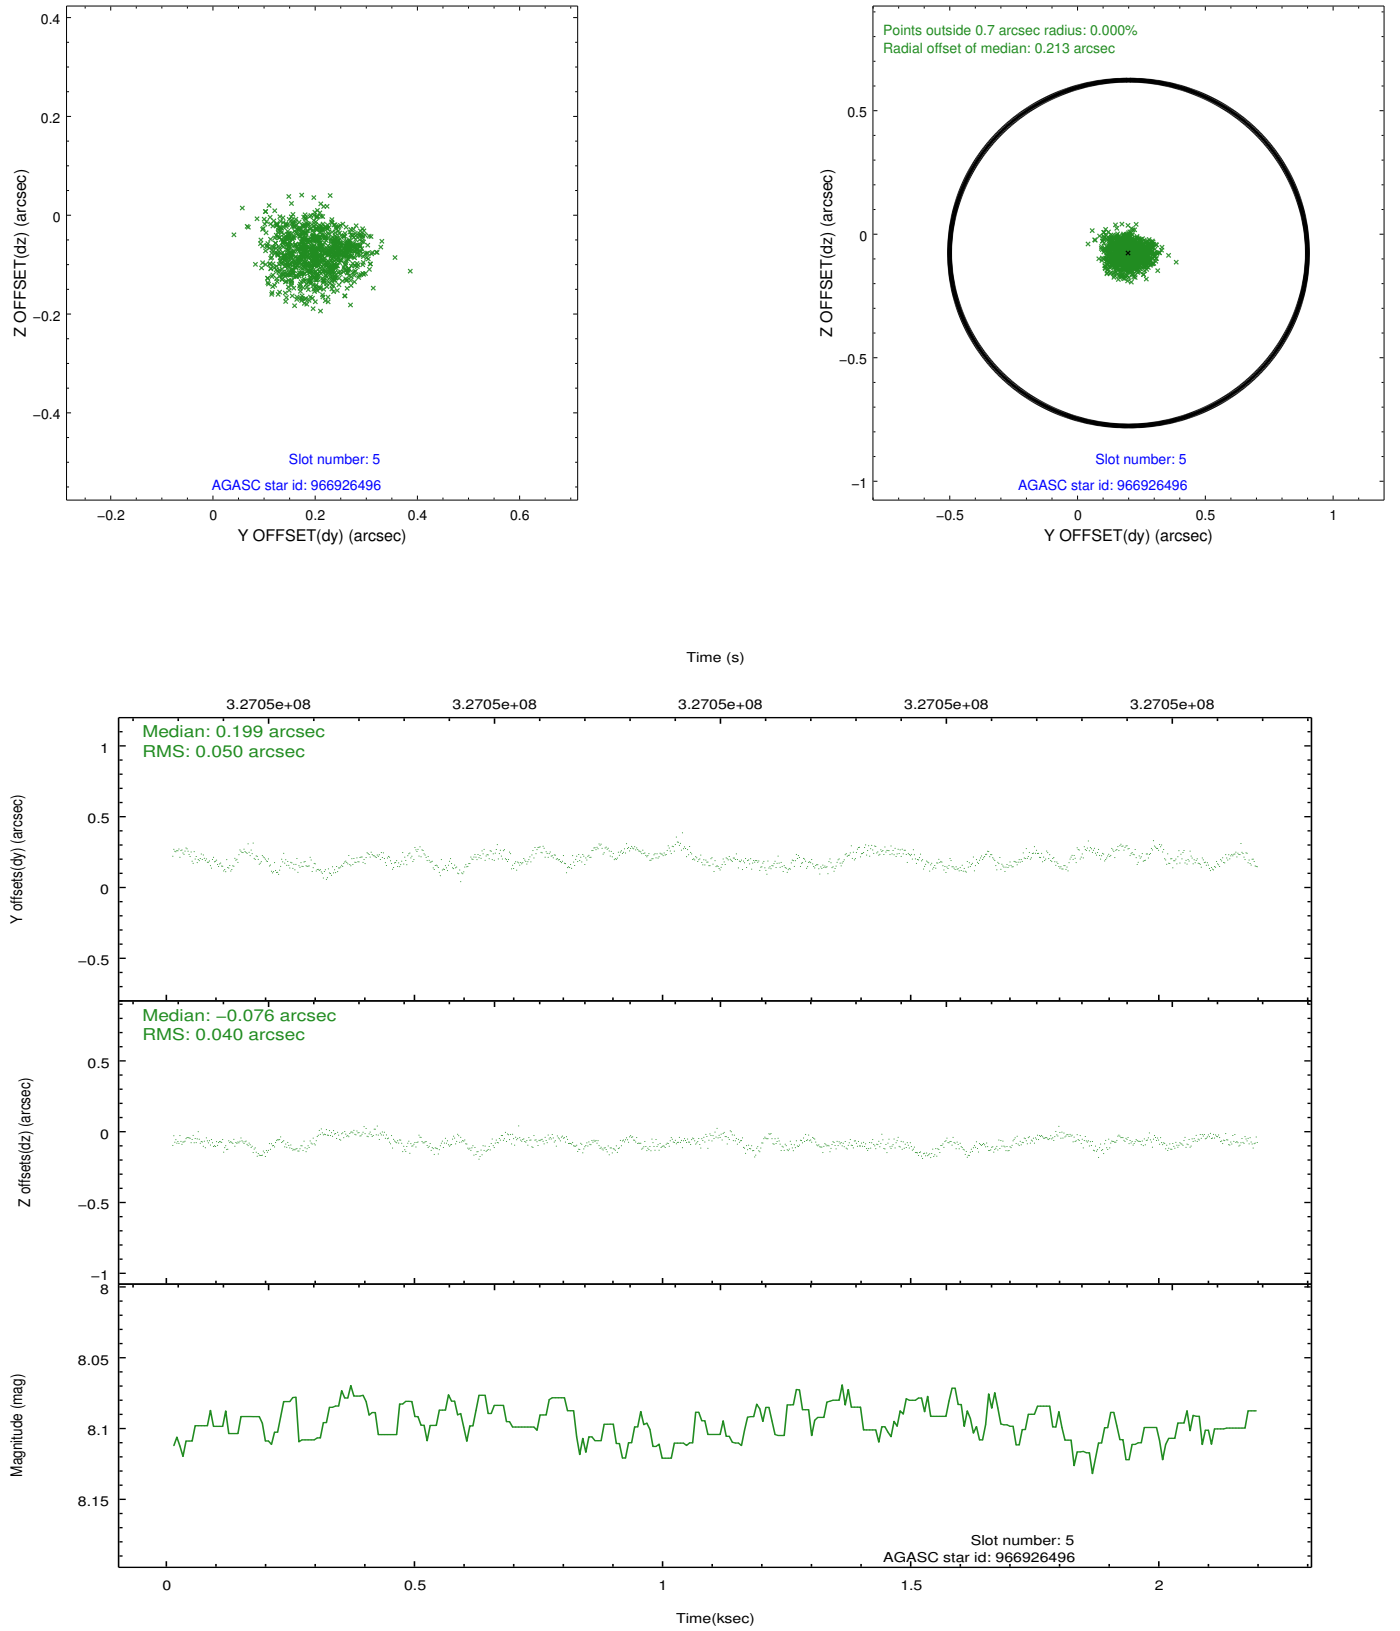 0.4
0.2
0
−0.2
−0.4
Z OFFSET(dz) (arcsec)
Slot number: 5
AGASC star id: 966926496
−0.2 0 0.2 0.4 0.6
Y OFFSET(dy) (arcsec)
Points outside 0.7 arcsec radius: 0.000%
Radial offset of median: 0.213 arcsec
0.5
0
−0.5
−1
Z OFFSET(dz) (arcsec)
Slot number: 5
AGASC star id: 966926496
−0.5 0 0.5 1
Y OFFSET(dy) (arcsec)
Time (s)
3.2705e+08 3.2705e+08 3.2705e+08 3.2705e+08 3.2705e+08
Median: 0.199 arcsec
RMS: 0.050 arcsec
1
0.5
0
−0.5
Y offsets(dy) (arcsec)
Median: −0.076 arcsec
RMS: 0.040 arcsec
0.5
0
−0.5
−1
Z offsets(dz) (arcsec)
8
8.05
8.1
8.15
Magnitude (mag)
Slot number: 5
AGASC star id: 966926496
0 0.5 1 1.5 2
Time(ksec)